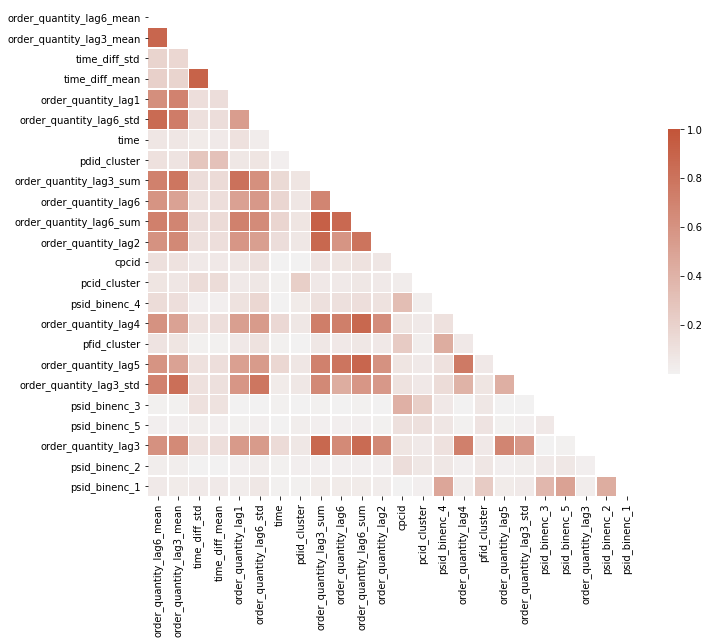 order_quantity_lag6_mean
order_quantity_lag3_mean
time_diff_std
time_diff_mean
order_quantity_lag1
order_quantity_lag6_std
time
pdid_cluster
order_quantity_lag3_sum
order_quantity_lag6
order_quantity_lag6_sum
order_quantity_lag2
cpcid
pcid_cluster
psid_binenc_4
order_quantity_lag4
pfid_cluster
order_quantity_lag5
order_quantity_lag3_std
psid_binenc_3
psid_binenc_5
order_quantity_lag3
psid_binenc_2
psid_binenc_1
order_quantity_lag6_mean
order_quantity_lag3_mean
time_diff_std
time_diff_mean
order_quantity_lag1
order_quantity_lag6_std
time
pdid_cluster
order_quantity_lag3_sum
order_quantity_lag6
order_quantity_lag6_sum
order_quantity_lag2
cpcid
pcid_cluster
psid_binenc_4
order_quantity_lag4
pfid_cluster
order_quantity_lag5
order_quantity_lag3_std
psid_binenc_3
psid_binenc_5
order_quantity_lag3
psid_binenc_2
psid_binenc_1
1.0
0.8
0.6
0.4
0.2